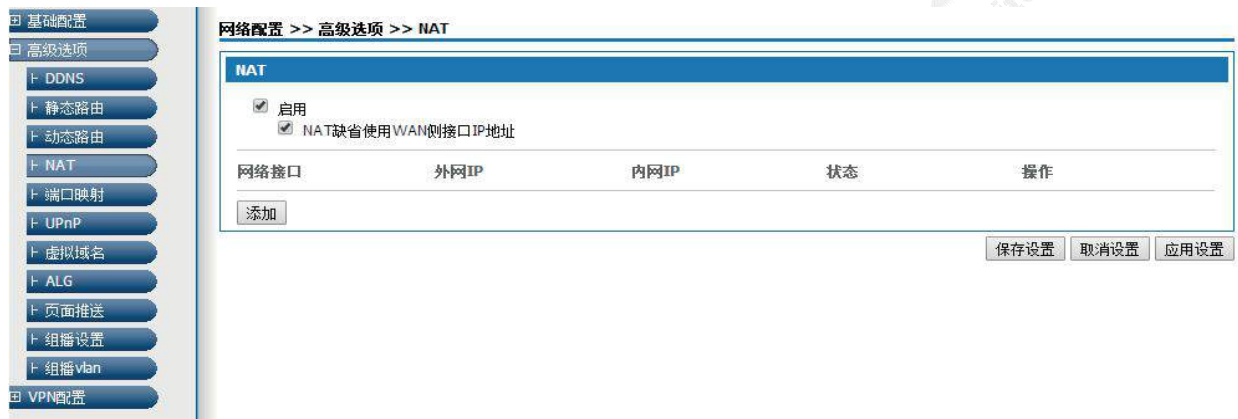 基础配置
高级选项
DDNS
静态路由
动态路由
NAT
端口映射
UPnP
虚拟域名
ALG
页面推送
组播设置
组播vlan
VPN配置
网络配置 >> 高级选项 >> NAT
NAT
启用
NAT缺省使用WAN侧接口IP地址
网络接口 外网IP 内网IP 状态 操作
添加
保存设置 取消设置 应用设置